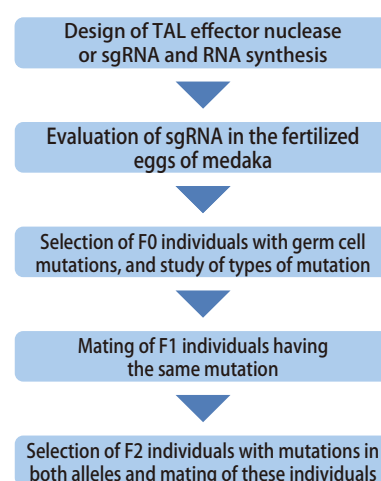 Design of TAL effector nuclease
or sgRNA and RNA synthesis
Evaluation of sgRNA in the fertilized
eggs of medaka
Selection of F0 individuals with germ cell
mutations, and study of types of mutation
Mating of F1 individuals having
the same mutation
Selection of F2 individuals with mutations in
both alleles and mating of these individuals